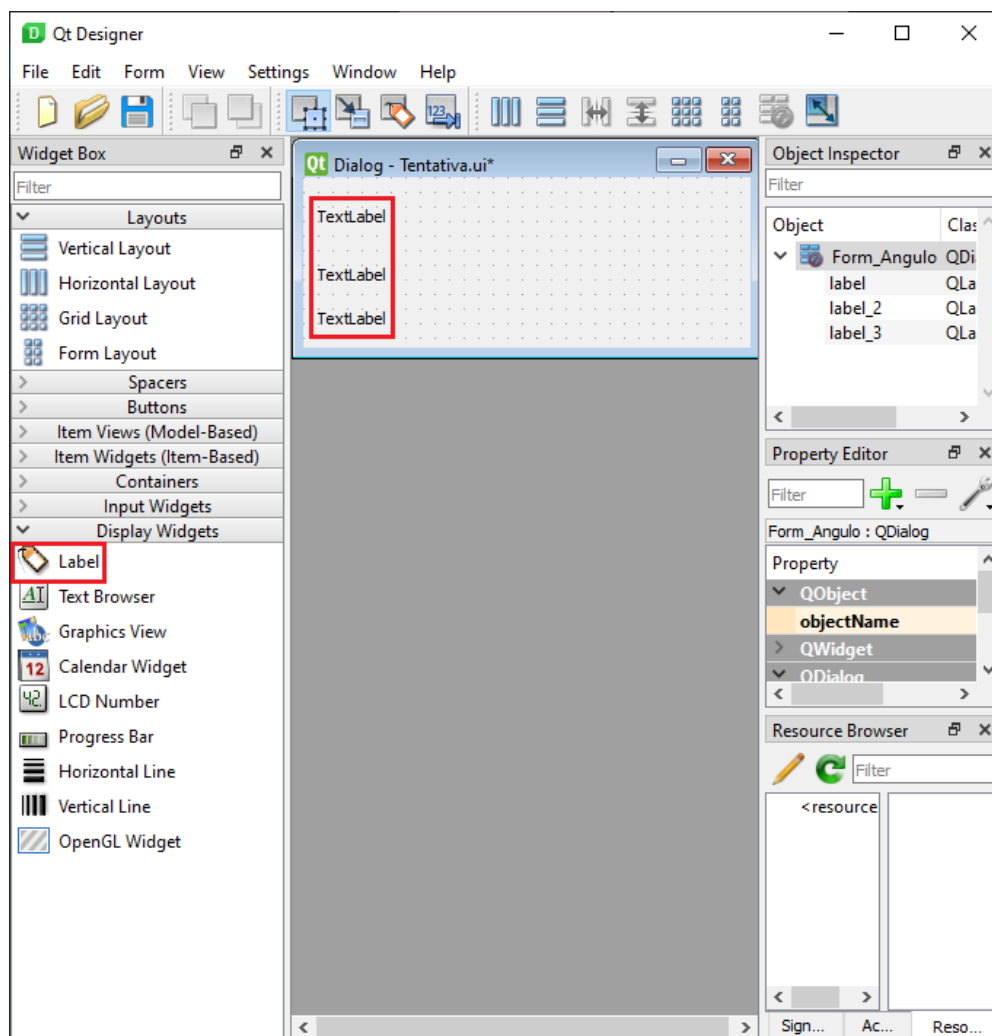 Qt Designer
File Edit Form View Settings Window Help
Widget Box
Filter
Layouts
Vertical Layout
Horizontal Layout
Grid Layout
Form Layout
Spacers
Buttons
Item Views (Model-Based)
Item Widgets (Item-Based)
Containers
Input Widgets
Display Widgets
Label
Text Browser
Graphics View
Calendar Widget
LCD Number
Progress Bar
Horizontal Line
Vertical Line
OpenGL Widget
Dialog - Tentativa.ui*
TextLabel
TextLabel
TextLabel
Object Inspector
Filter
Object Clas
Form_Angulo QDi
label QLa
label_2 QLa
label_3 QLa
Property Editor
Filter
Form_Angulo : QDialog
Property
QObject
objectName
QWidget
QDialog
Resource Browser
Filter
<resource
Sign... Ac... Reso...